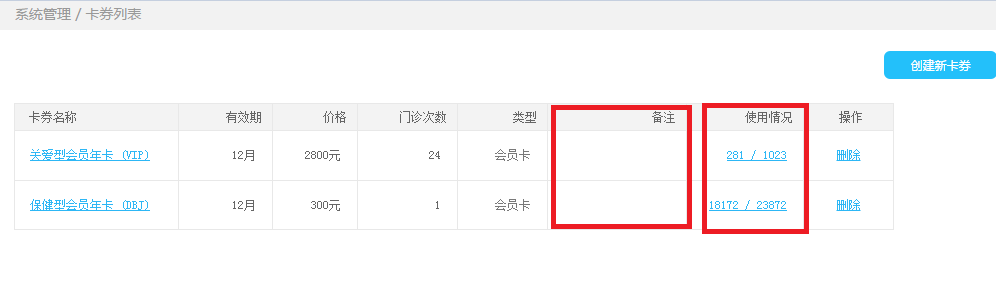 系统管理 / 卡券列表
创建新卡券
卡券名称 有效期 价格 门诊次数 类型 备注 使用情况 操作
关爱型会员年卡 (VIP) 12月 2800元 24 会员卡 281 / 1023 删除
保健型会员年卡 (DBJ) 12月 300元 1 会员卡 18172 / 23872 删除